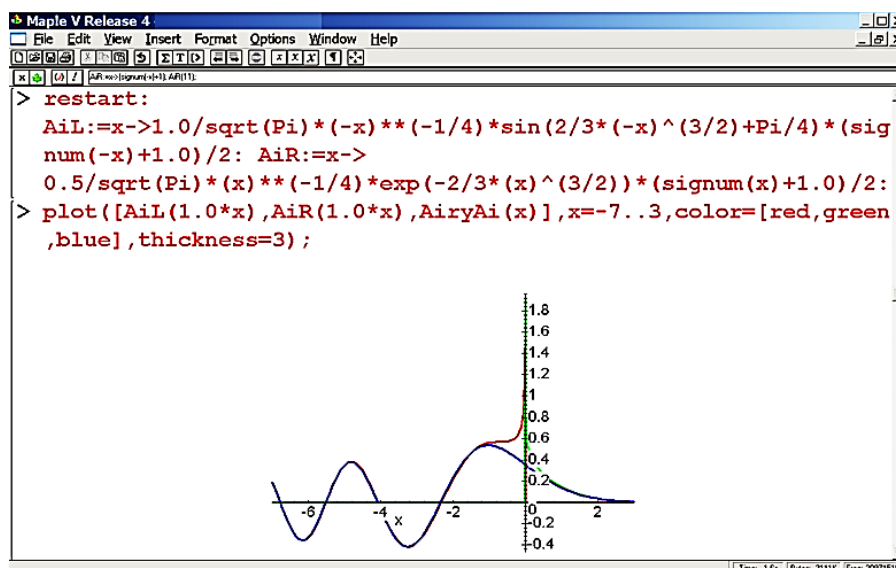 Maple V Release 4
File Edit View Insert Format Options Window Help
> restart:
AiL:=x->1.0/sqrt(Pi)*(-x)**(-1/4)*sin(2/3*(-x)^(3/2)+Pi/4)*(sig
num(-x)+1.0)/2: AiR:=x->
0.5/sqrt(Pi)*(x)**(-1/4)*exp(-2/3*(x)^(3/2))*(signum(x)+1.0)/2:
> plot([AiL(1.0*x),AiR(1.0*x),AiryAi(x)],x=-7..3,color=[red,green
,blue],thickness=3);
1.8
1.6
1.4
1.2
1
0.8
0.6
0.4
0.2
-6 -4 x -2 0 2
-0.2
-0.4